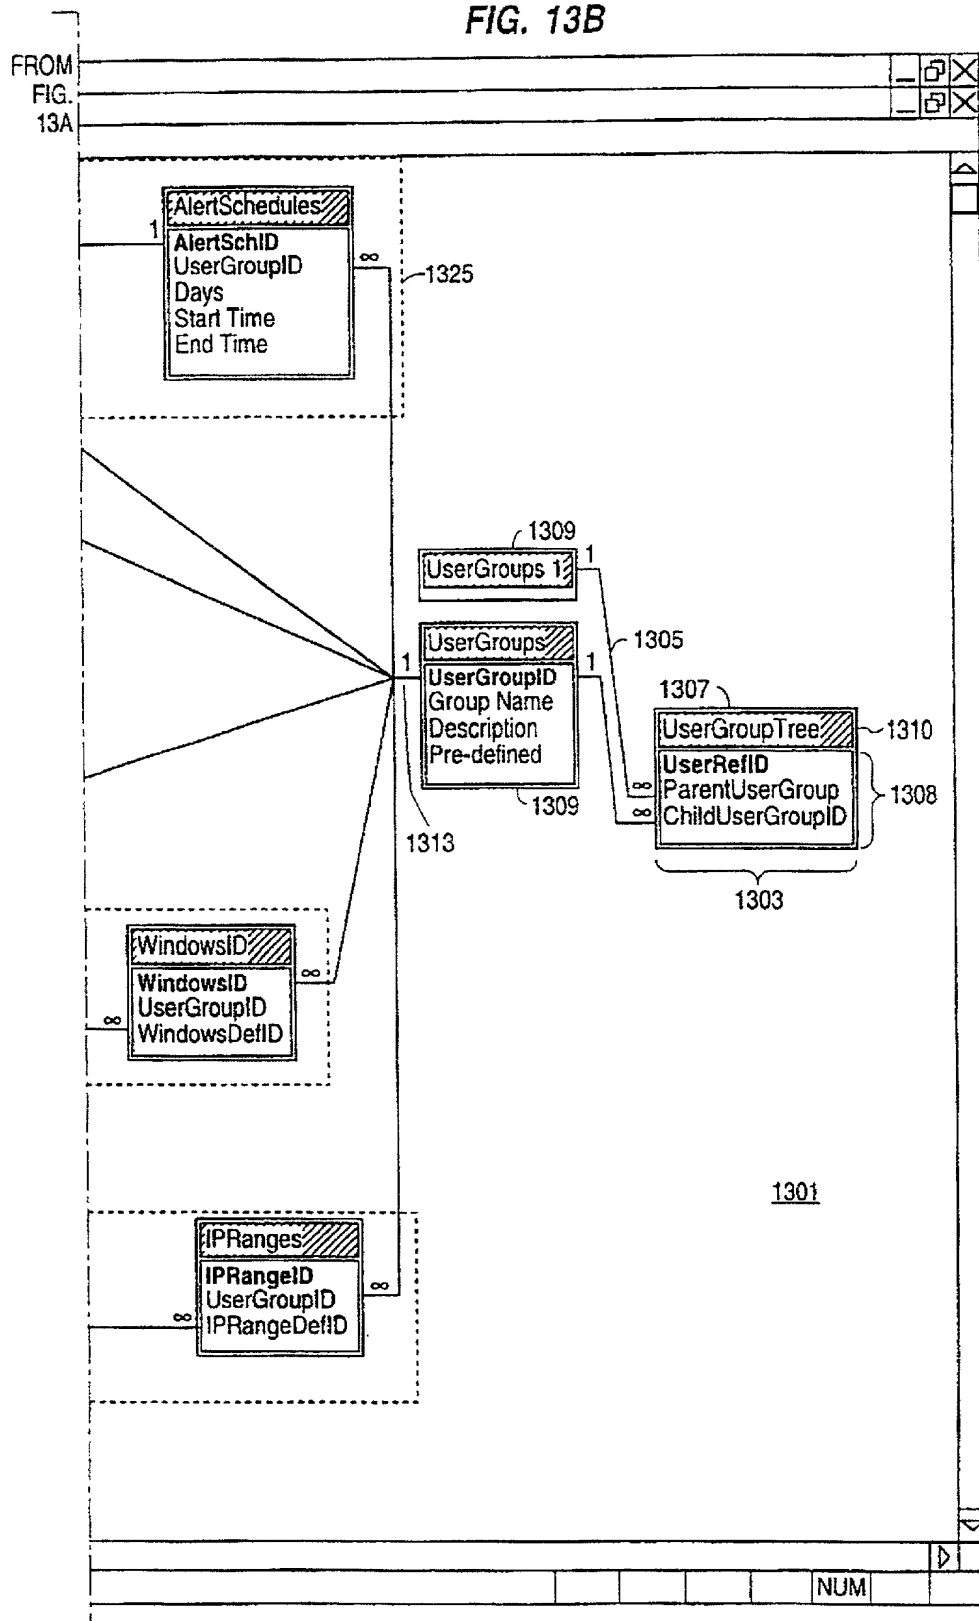 FIG. 13B
FROM
FIG.
13A
AlertSchedules
1
AlertSchID
UserGroupID
Days
Start Time
End Time
∞
1325
1309
UserGroups 1
1
1305
UserGroups
1
UserGroupID
Group Name
Description
Pre-defined
1
1309
1313
1307
UserGroupTree
1310
UserRefID
∞ ParentUserGroup
∞ ChildUserGroupID
1308
1303
WindowsID
WindowsID
UserGroupID
WindowsDefID
∞
∞
1301
IPRanges
IPRangeID
UserGroupID
IPRangeDefID
∞
∞
NUM